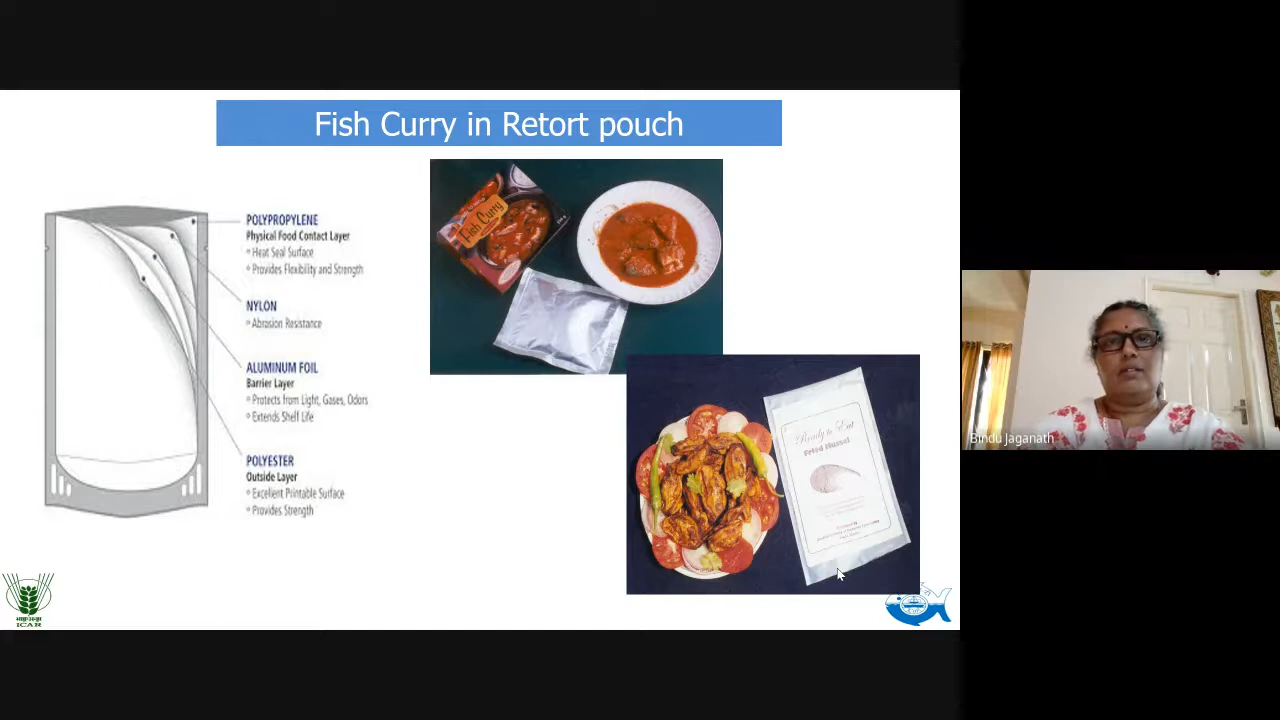 Fish Curry in Retort pouch
POLYPROPYLENE
Physical Food Contact Layer
Heat Seal Surface
Provides Flexibility and Strength
NYLON
Abrasion Resistance
ALUMINUM FOIL
Barrier Layer
Protects from Light, Gases, Odors
Extends Shelf Life
POLYESTER
Outside Layer
Excellent Printable Surface
Provides Strength
Fish Curry
Ready to Eat
Fried Mussel
ICAR
Bindu Jaganath